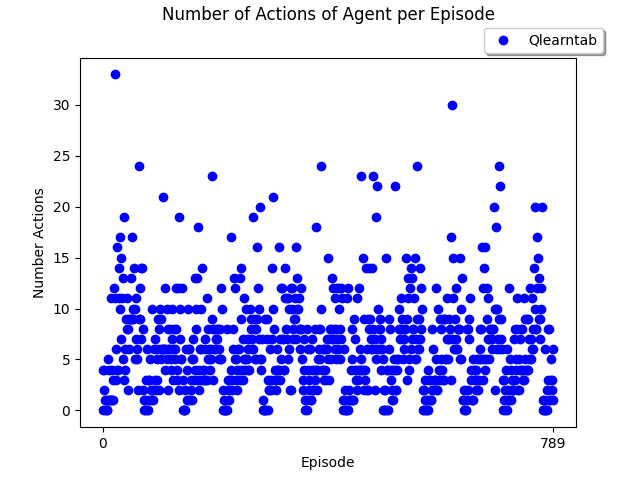 Number of Actions of Agent per Episode
Qlearntab
30
25
20
15
10
5
0
Number Actions
0
789
Episode